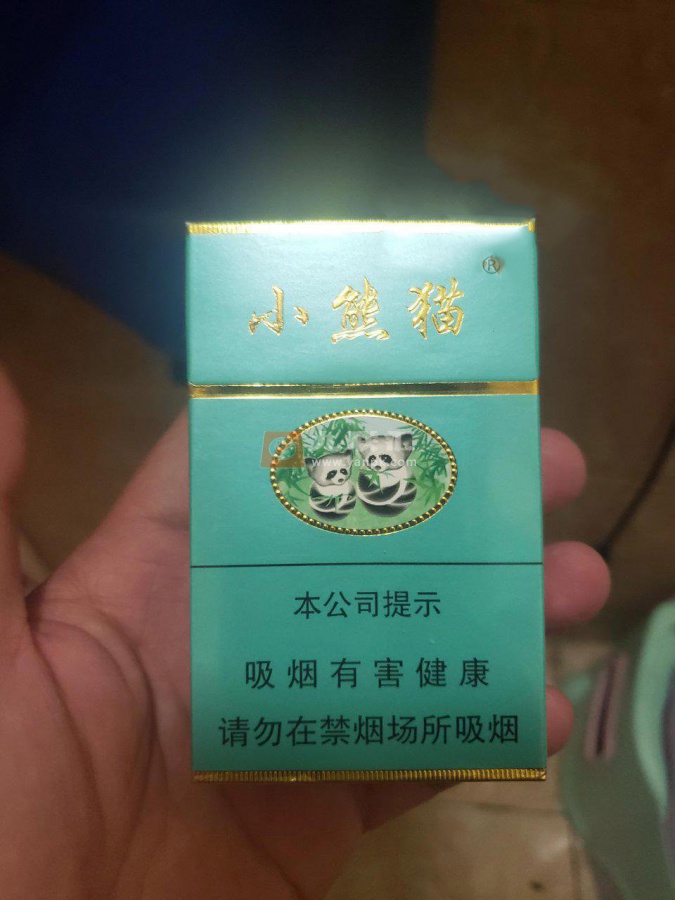 小熊猫
®
本公司提示
吸烟有害健康
请勿在禁烟场所吸烟